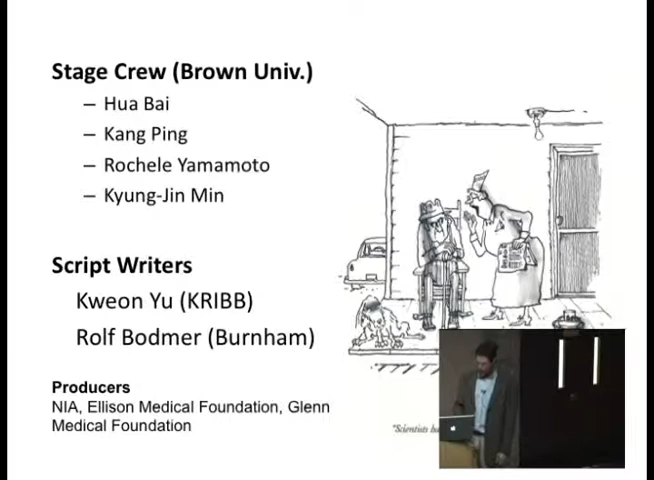 Stage Crew (Brown Univ.)
– Hua Bai
– Kang Ping
– Rochele Yamamoto
– Kyung-Jin Min
Script Writers
Kweon Yu (KRIBB)
Rolf Bodmer (Burnham)
Producers
NIA, Ellison Medical Foundation, Glenn
Medical Foundation
"Scientists